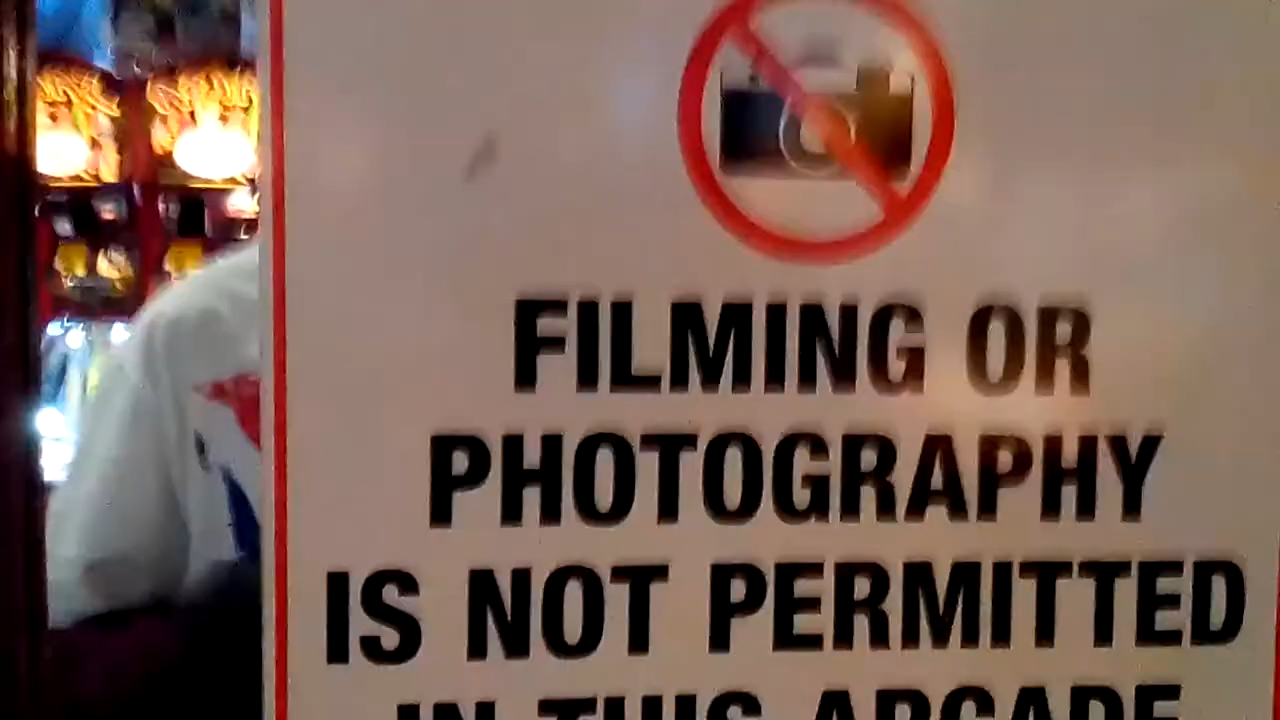 FILMING OR
PHOTOGRAPHY
IS NOT PERMITTED
IN THIS ARCADE